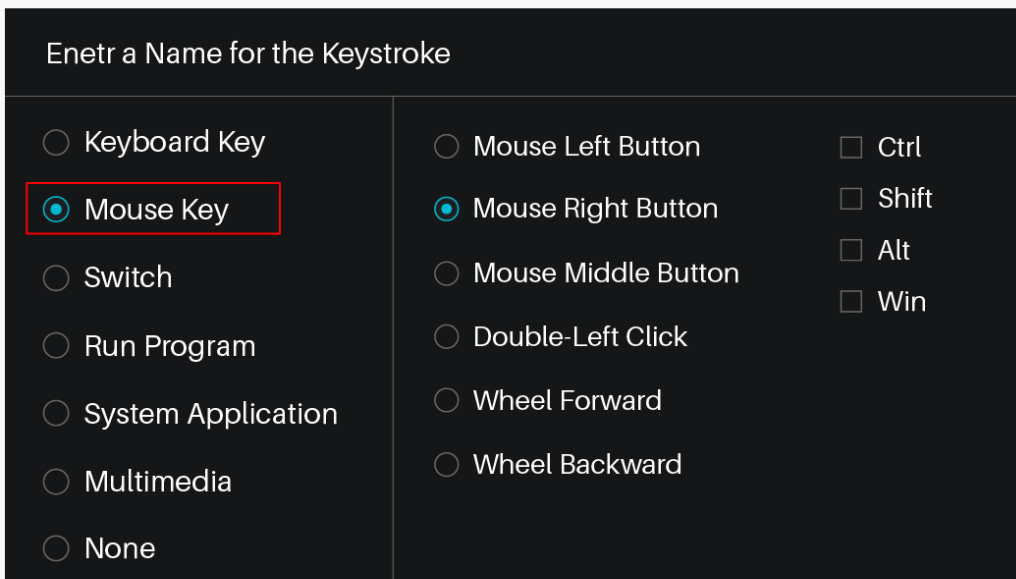 Enetr a Name for the Keystroke
Keyboard Key
Mouse Key
Switch
Run Program
System Application
Multimedia
None
Mouse Left Button
Mouse Right Button
Mouse Middle Button
Double-Left Click
Wheel Forward
Wheel Backward
Ctrl
Shift
Alt
Win